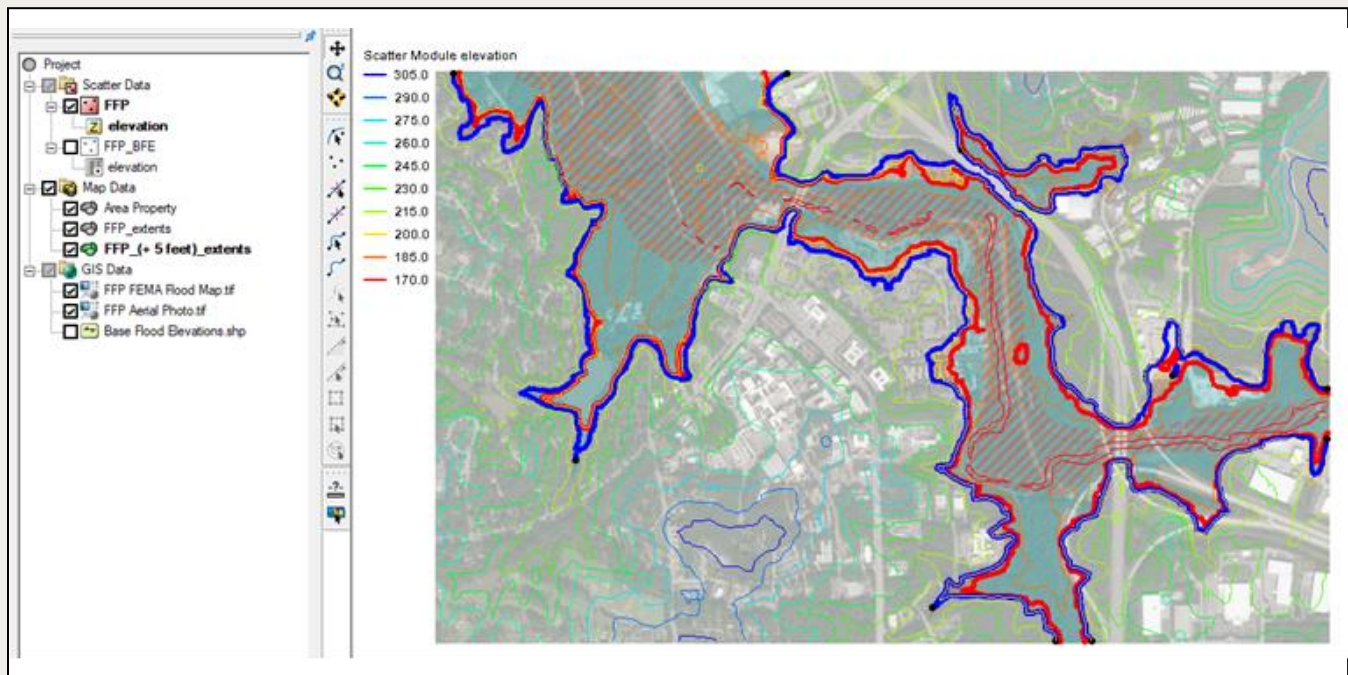 Project
Scatter Data
FFP
elevation
FFP_BFE
elevation
Map Data
Area Property
FFP_extents
FFP_(+ 5 feet)_extents
GIS Data
FFP FEMA Flood Map.tif
FFP Aerial Photo.tif
Base Flood Elevations.shp
Scatter Module elevation
305.0
290.0
275.0
260.0
245.0
230.0
215.0
200.0
185.0
170.0